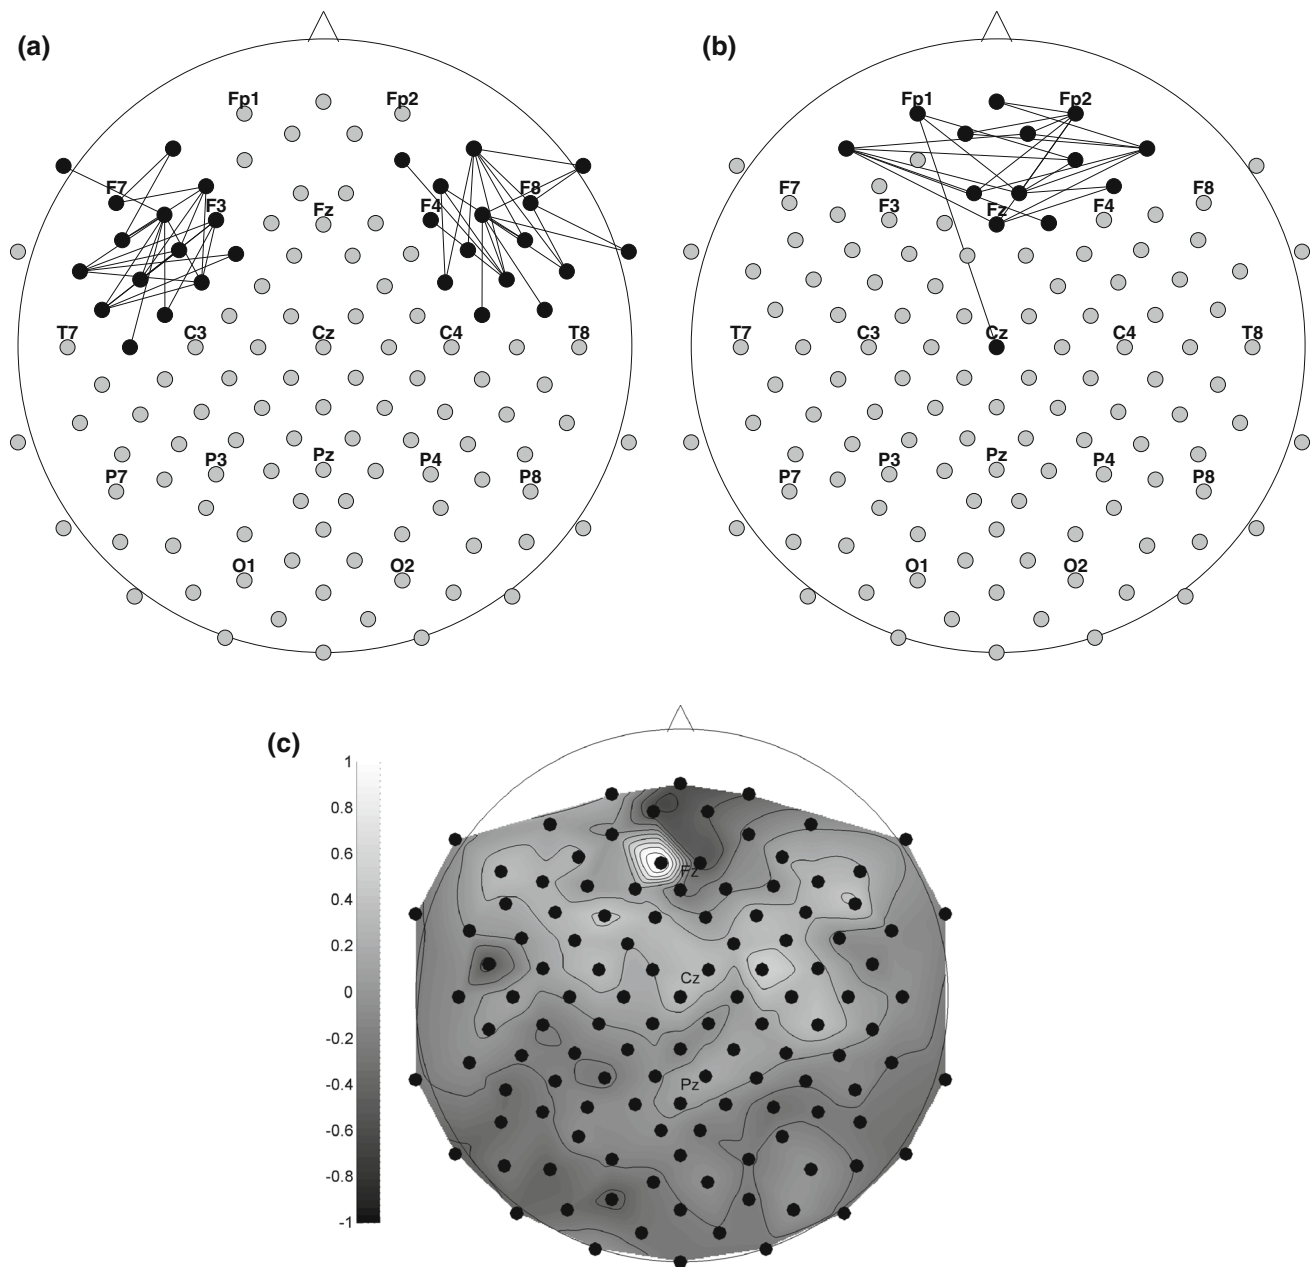 (a)
Fp1 Fp2
F7 F3 Fz F4 F8
T7 C3 Cz C4 T8
P7 P3 Pz P4 P8
O1 O2
(b)
Fp1 Fp2
F7 F3 Fz F4 F8
T7 C3 Cz C4 T8
P7 P3 Pz P4 P8
O1 O2
(c)
1
0.8
0.6
0.4
0.2
0
-0.2
-0.4
-0.6
-0.8
-1
Fz
Cz
Pz